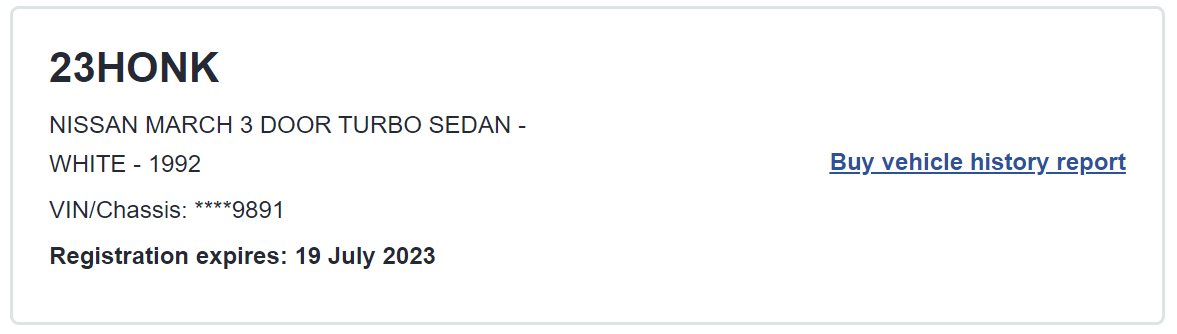 23HONK
NISSAN MARCH 3 DOOR TURBO SEDAN -
WHITE - 1992
Buy vehicle history report
VIN/Chassis: ****9891
Registration expires: 19 July 2023